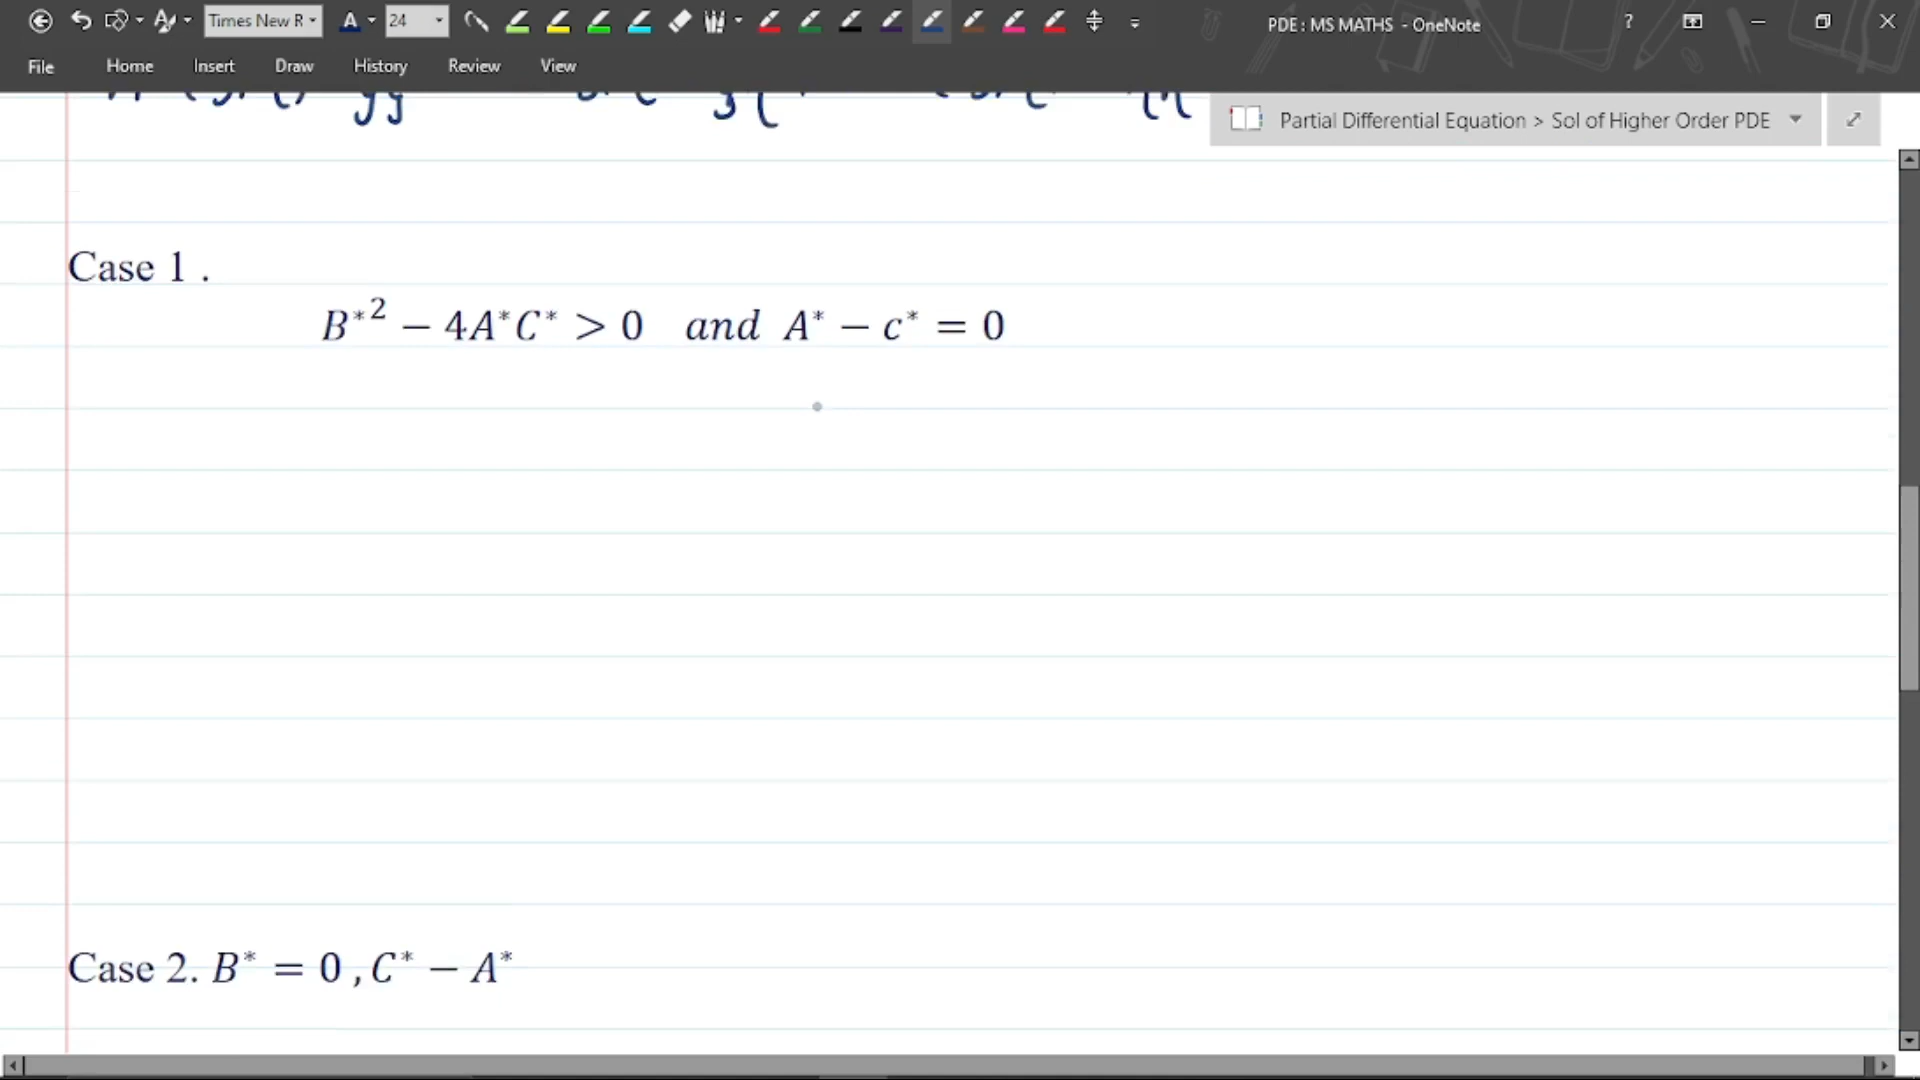 Times New R
24
PDE : MS MATHS - OneNote
?
File Home Insert Draw History Review View
Partial Differential Equation > Sol of Higher Order PDE
Case 1 .
B*² − 4A*C* > 0 and A* − c* = 0
Case 2. B* = 0 , C* − A*